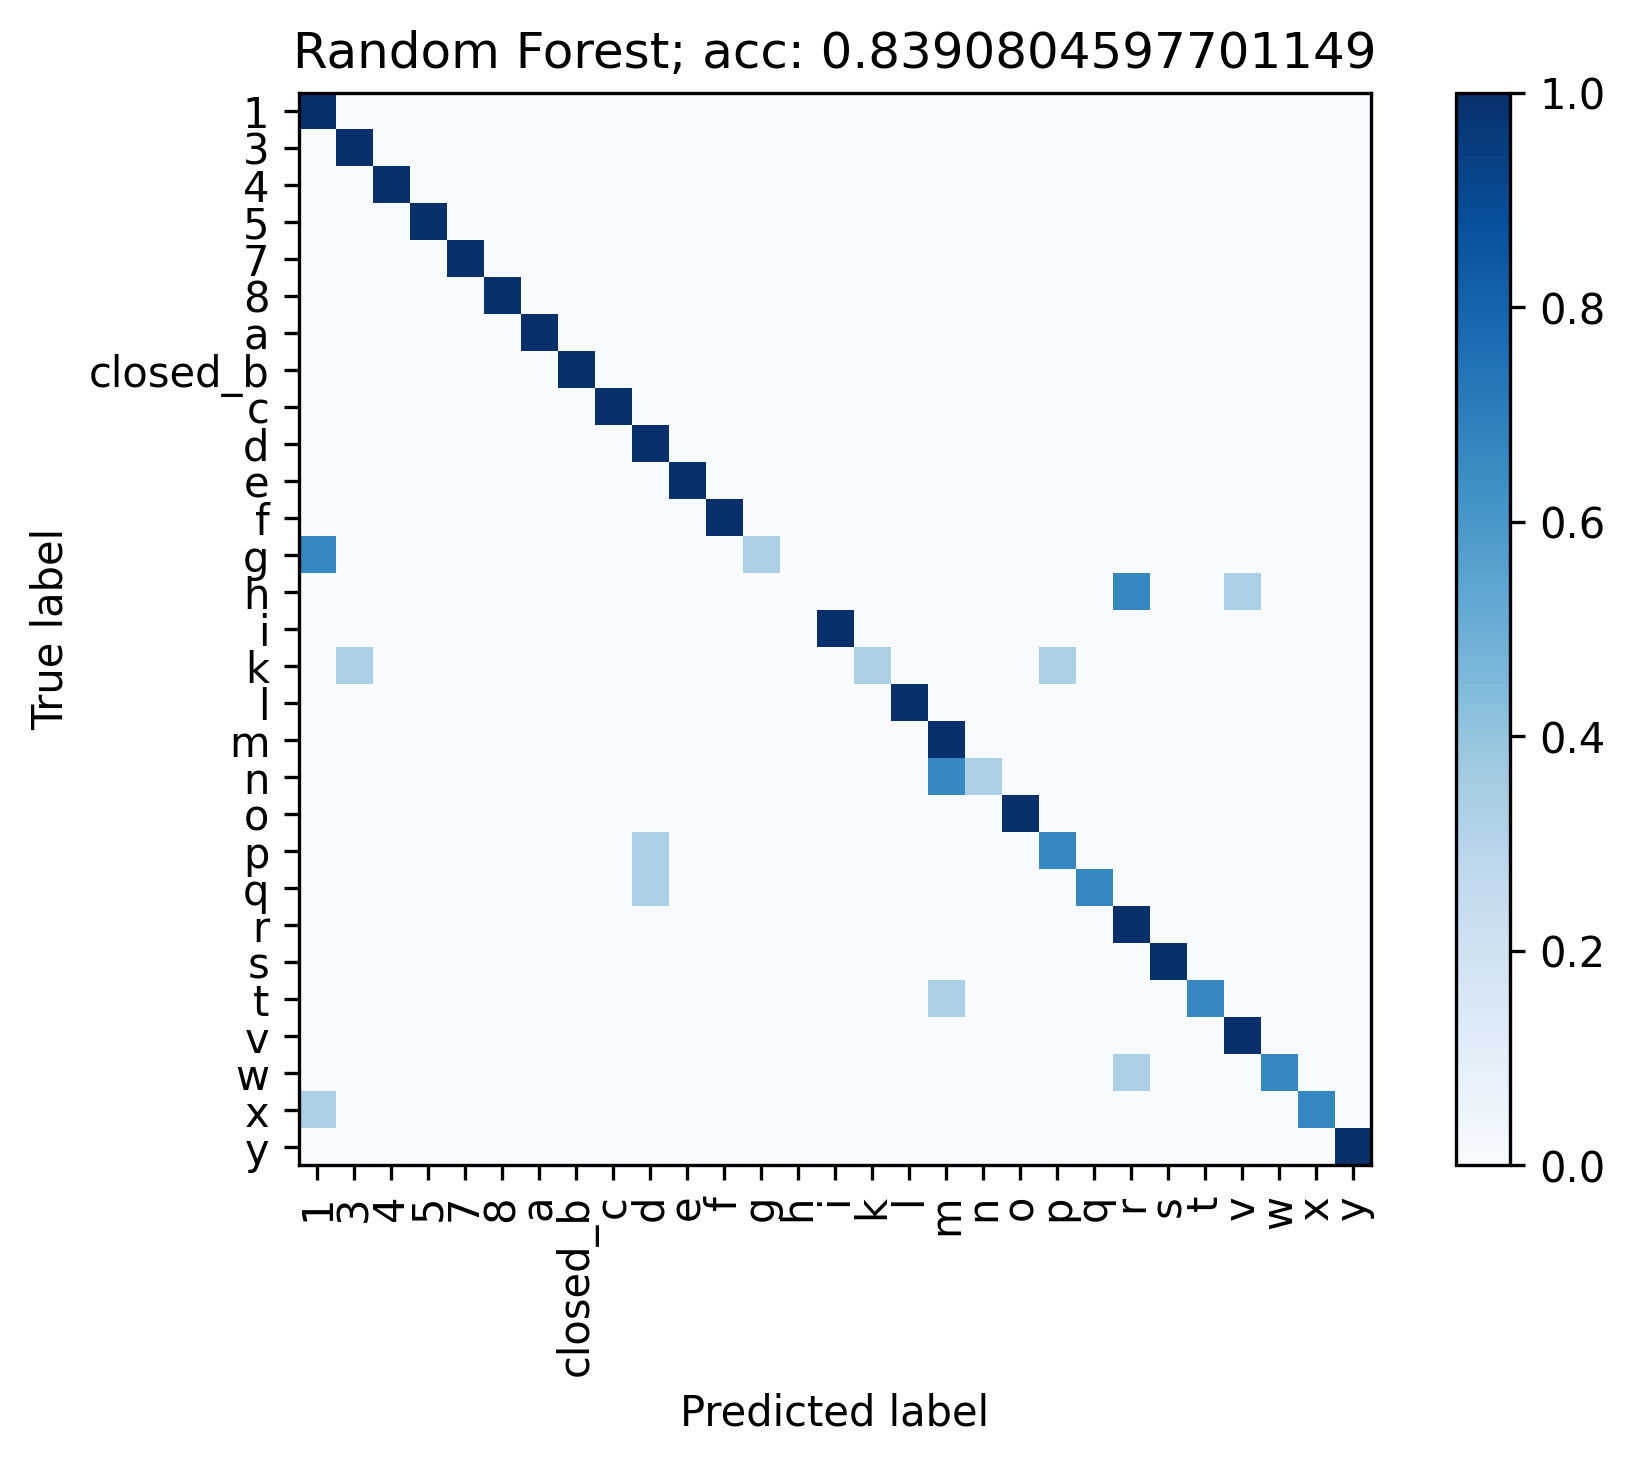 Random Forest; acc: 0.8390804597701149
True label
1
3
4
5
7
8
a
closed_b
c
d
e
f
g
h
i
k
l
m
n
o
p
q
r
s
t
v
w
x
y
1
3
4
5
7
8
a
closed_b
c
d
e
f
g
h
i
k
l
m
n
o
p
q
r
s
t
v
w
x
y
Predicted label
1.0
0.8
0.6
0.4
0.2
0.0